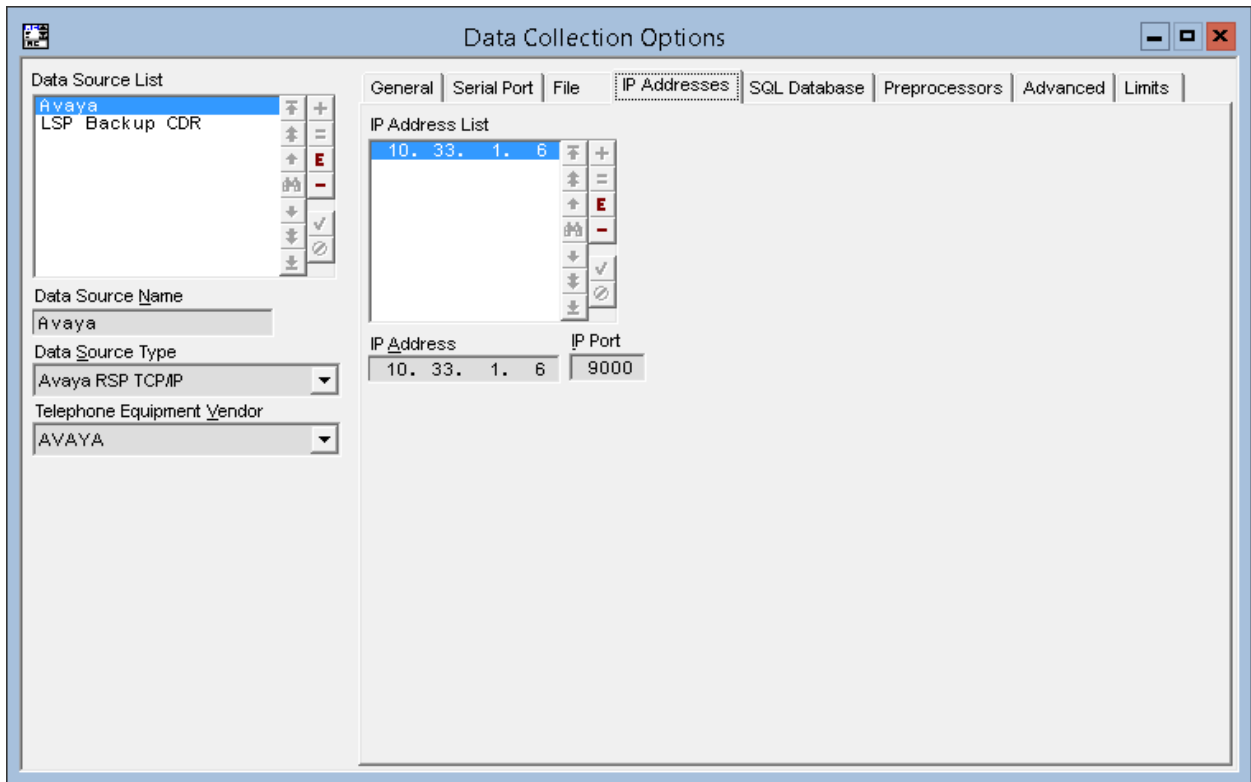 Data Collection Options
Data Source List
Avaya
LSP Backup CDR
E
Data Source Name
Avaya
Data Source Type
Avaya RSP TCP/IP
Telephone Equipment Vendor
AVAYA
General Serial Port File IP Addresses SQL Database Preprocessors Advanced Limits
IP Address List
10. 33. 1. 6
E
IP Address IP Port
10. 33. 1. 6 9000